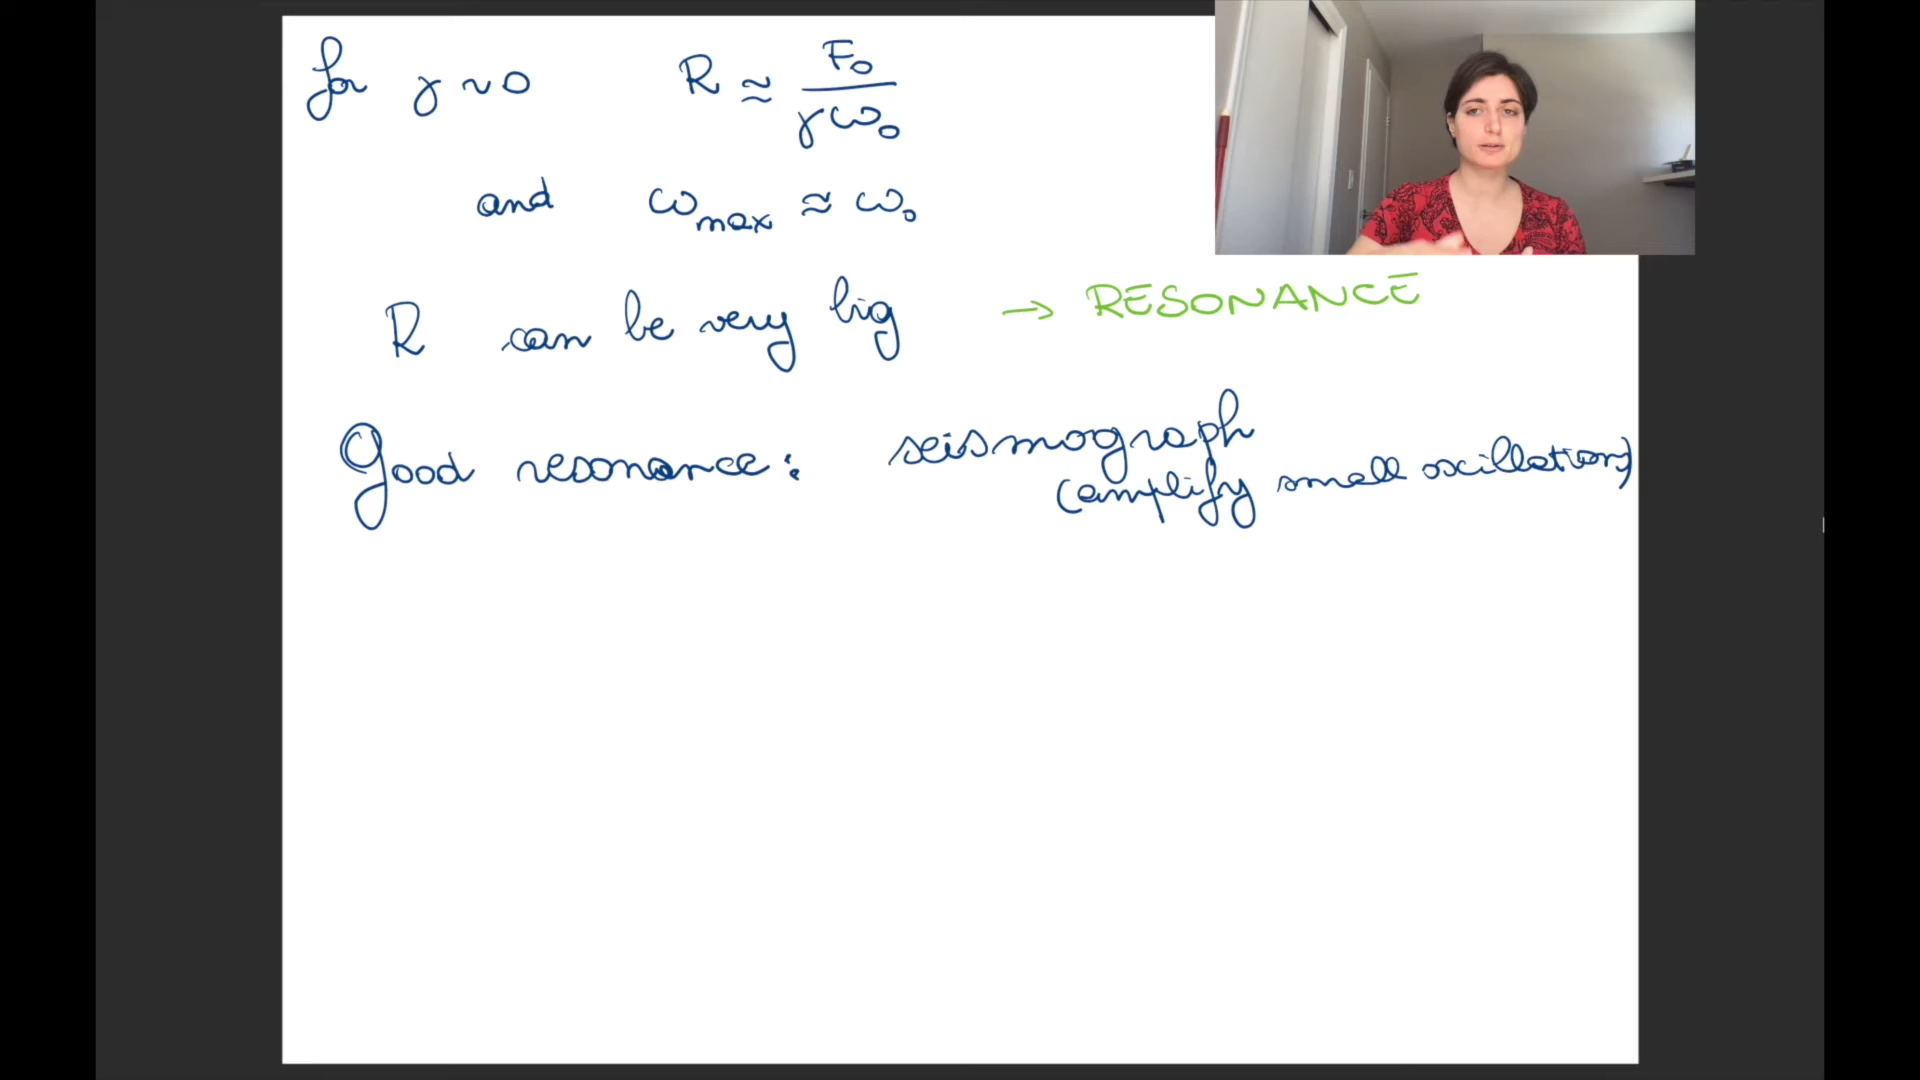 for γ ~ 0 R ≈ F₀/γω₀
and ω_max ≈ ω₀
R can be very big → RESONANCE
Good resonance: seismograph
(amplify small oscillations)